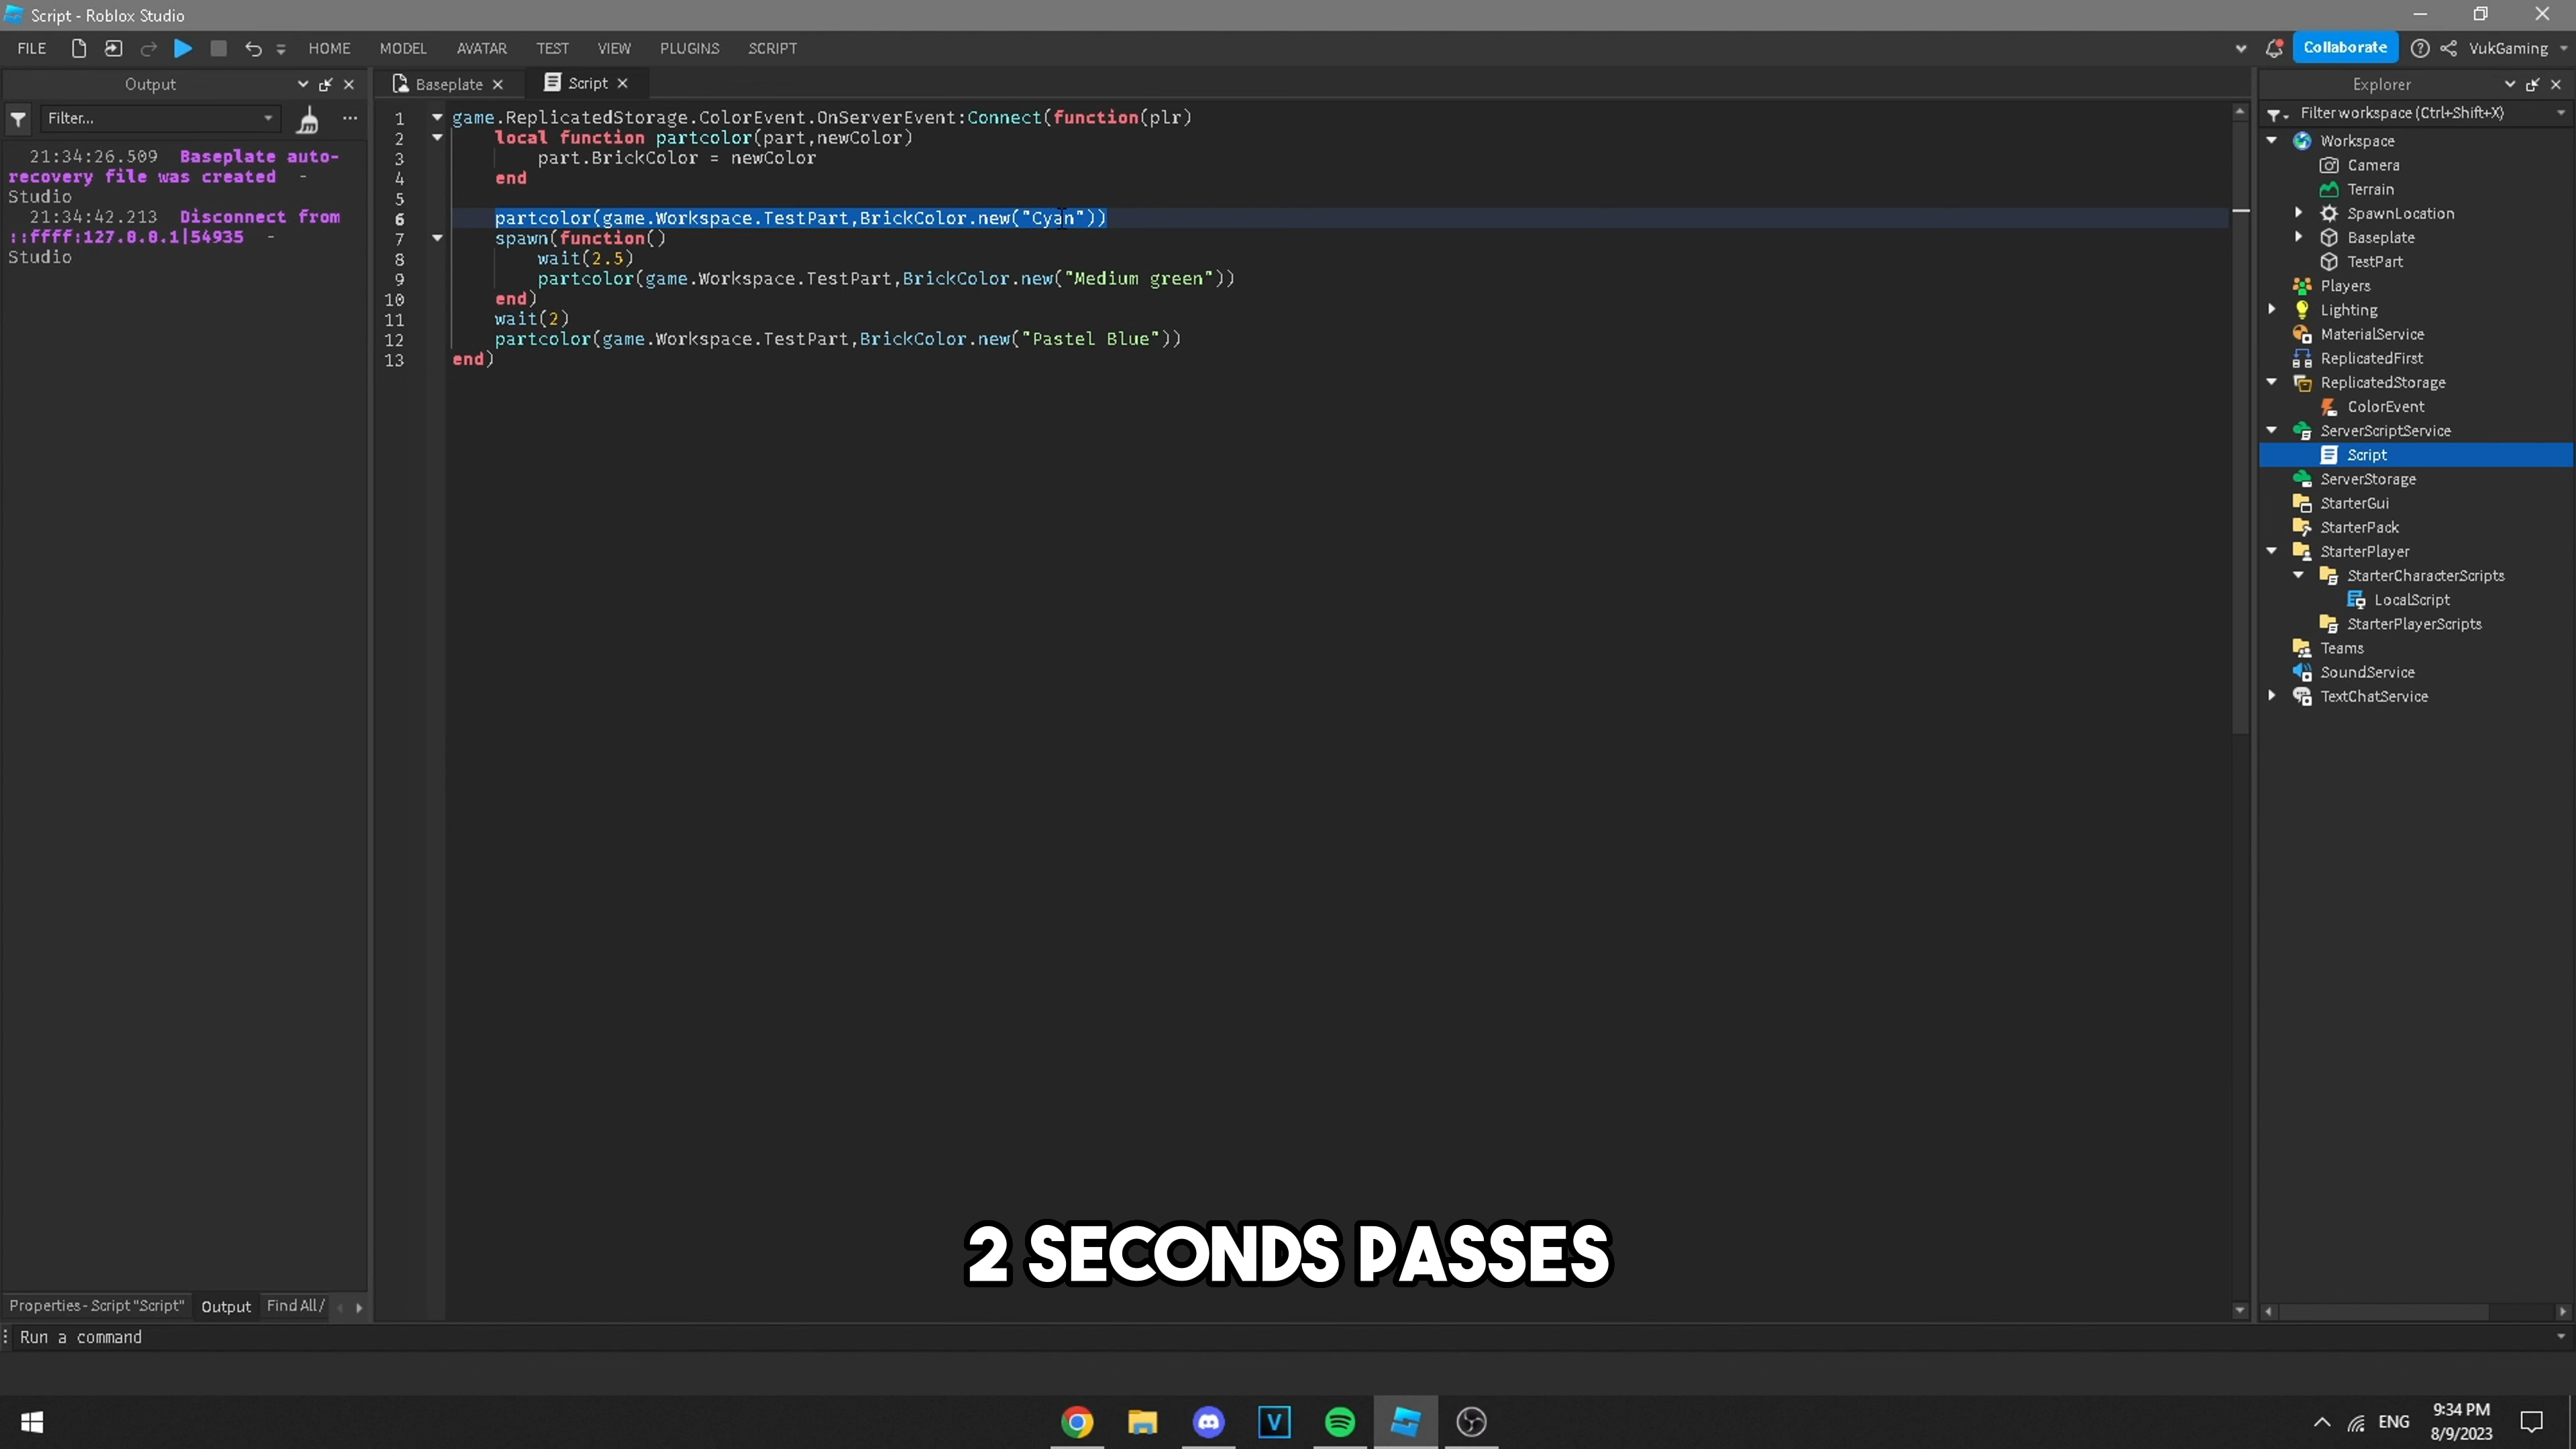 Script - Roblox Studio
FILE HOME MODEL AVATAR TEST VIEW PLUGINS SCRIPT Collaborate VukGaming
Output
Filter...
21:34:26.509 Baseplate auto-
recovery file was created -
Studio
21:34:42.213 Disconnect from
::ffff:127.0.0.1|54935 -
Studio
Baseplate Script
1 game.ReplicatedStorage.ColorEvent.OnServerEvent:Connect(function(plr)
2 local function partcolor(part,newColor)
3 part.BrickColor = newColor
4 end
5
6 partcolor(game.Workspace.TestPart,BrickColor.new("Cyan"))
7 spawn(function()
8 wait(2.5)
9 partcolor(game.Workspace.TestPart,BrickColor.new("Medium green"))
10 end)
11 wait(2)
12 partcolor(game.Workspace.TestPart,BrickColor.new("Pastel Blue"))
13 end)
Explorer
Filter workspace (Ctrl+Shift+X)
Workspace
Camera
Terrain
SpawnLocation
Baseplate
TestPart
Players
Lighting
MaterialService
ReplicatedFirst
ReplicatedStorage
ColorEvent
ServerScriptService
Script
ServerStorage
StarterGui
StarterPack
StarterPlayer
StarterCharacterScripts
LocalScript
StarterPlayerScripts
Teams
SoundService
TextChatService
2 SECONDS PASSES
Properties - Script "Script" Output Find All /
Run a command
ENG
9:34 PM
8/9/2023